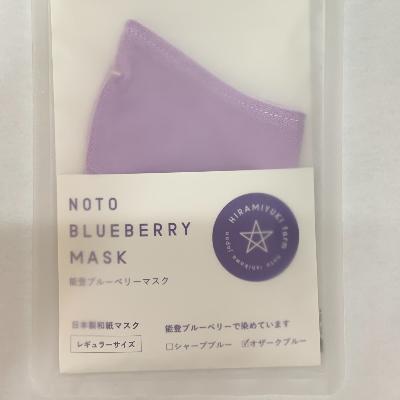 NOTO
BLUEBERRY
MASK
能登ブルーベリーマスク
日本製和紙マスク
レギュラーサイズ
能登ブルーベリーで染めています
□シャープブルー ☑オザークブルー
HIRAMIYUKI farm
noto ishikawa japan